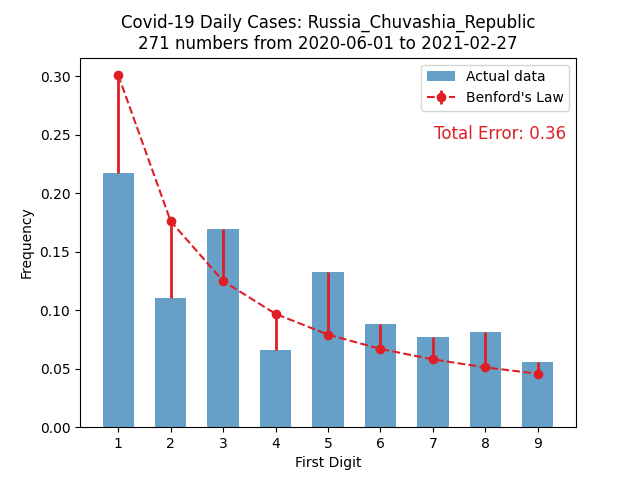 Covid-19 Daily Cases: Russia_Chuvashia_Republic
271 numbers from 2020-06-01 to 2021-02-27
Actual data
Benford's Law
Total Error: 0.36
Frequency
0.30
0.25
0.20
0.15
0.10
0.05
0.00
1 2 3 4 5 6 7 8 9
First Digit